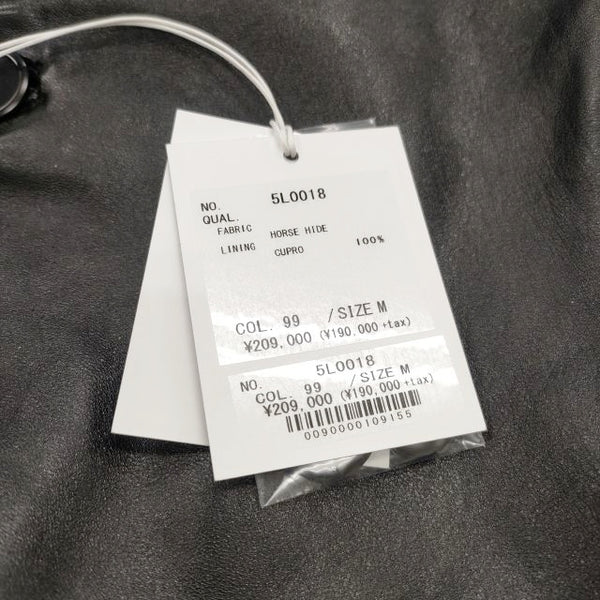 NO. 5L0018
QUAL.
FABRIC HORSE HIDE
LINING CUPRO 100%
COL. 99 /SIZE M
¥209,000 (¥190,000 +tax)
NO. 5L0018
COL. 99 /SIZE M
¥209,000 (¥190,000 +tax)
0090000109155